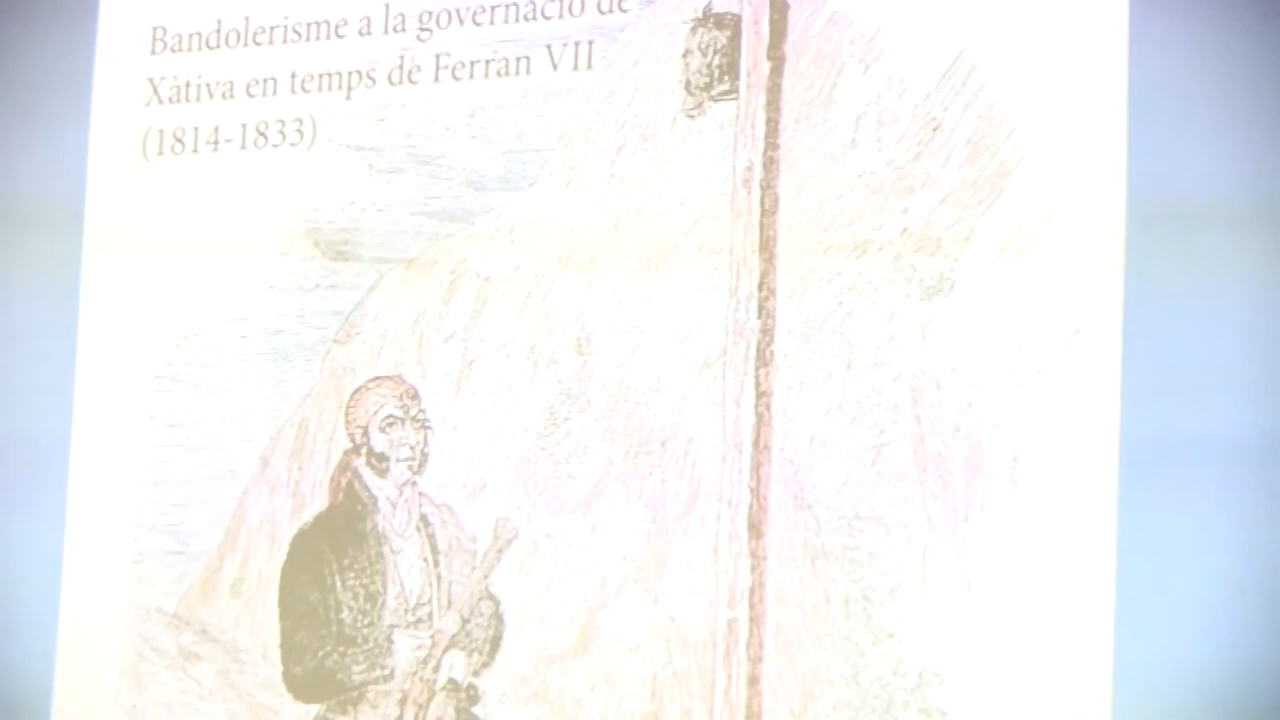 Bandolerisme a la governació de
Xàtiva en temps de Ferran VII
(1814-1833)